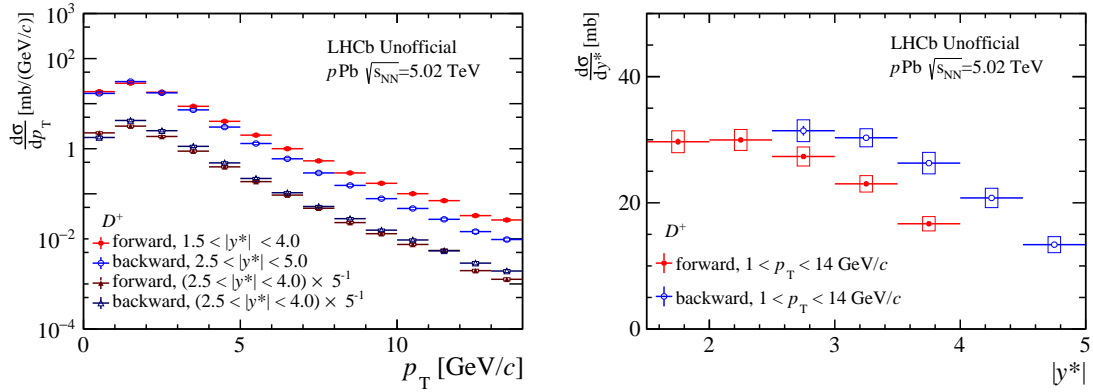 dσ/dp_T [mb/(GeV/c)]
10³
10²
1
10⁻²
10⁻⁴
LHCb Unofficial
pPb √s_NN=5.02 TeV
D⁺
forward, 1.5 < |y*| < 4.0
backward, 2.5 < |y*| < 5.0
forward, (2.5 < |y*| < 4.0) × 5⁻¹
backward, (2.5 < |y*| < 4.0) × 5⁻¹
0 5 10
p_T [GeV/c]
dσ/dy* [mb]
40
20
0
LHCb Unofficial
pPb √s_NN=5.02 TeV
D⁺
forward, 1 < p_T < 14 GeV/c
backward, 1 < p_T < 14 GeV/c
2 3 4 5
|y*|